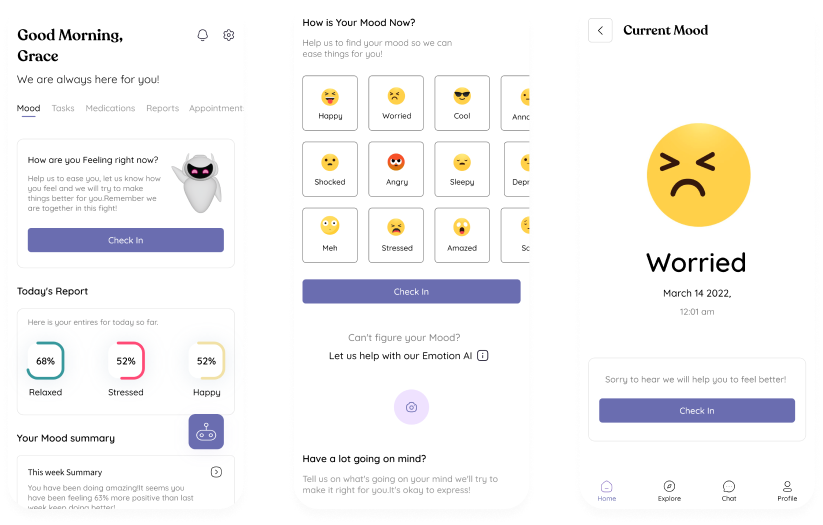 Good Morning,
Grace
We are always here for you!
Mood Tasks Medications Reports Appointment
How are you Feeling right now?
Help us to ease you, let us know how
you feel and we will try to make
things better for you.Remember we
are together in this fight!
Check In
Today's Report
Here is your entires for today so far.
68% 52% 52%
Relaxed Stressed Happy
Your Mood summary
This week Summary
You have been doing amazing!It seems you
have been feeling 63% more positive than last
week keep doing better!
How is Your Mood Now?
Help us to find your mood so we can
ease things for you!
Happy Worried Cool Anno
Shocked Angry Sleepy Depr
Meh Stressed Amazed
Check In
Can't figure your Mood?
Let us help with our Emotion AI
Have a lot going on mind?
Tell us on what's going on your mind we'll try to
make it right for you.It's okay to express!
Current Mood
Worried
March 14 2022,
12:01 am
Sorry to hear we will help you to feel better!
Check In
Home Explore Chat Profile